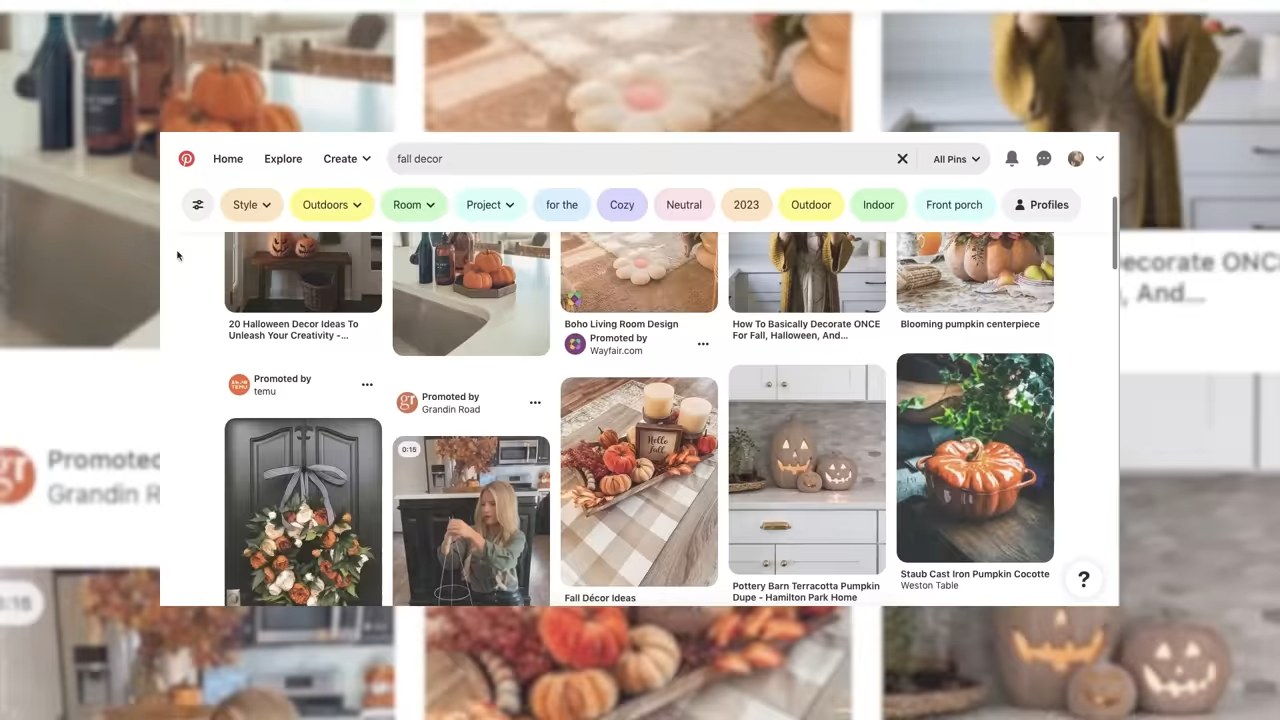 Home Explore Create fall decor All Pins
Style Outdoors Room Project for the Cozy Neutral 2023 Outdoor Indoor Front porch Profiles
20 Halloween Decor Ideas To
Unleash Your Creativity -...
Promoted by
temu
Promoted by
Grandin Road
0:15
Boho Living Room Design
Promoted by
Wayfair.com
Hello
Fall
Fall Décor Ideas
How To Basically Decorate ONCE
For Fall, Halloween, And...
Pottery Barn Terracotta Pumpkin
Dupe - Hamilton Park Home
Blooming pumpkin centerpiece
Staub Cast Iron Pumpkin Cocotte
Weston Table
?
ecorate ONC
, And...
Promoted
Grandin R
0:15